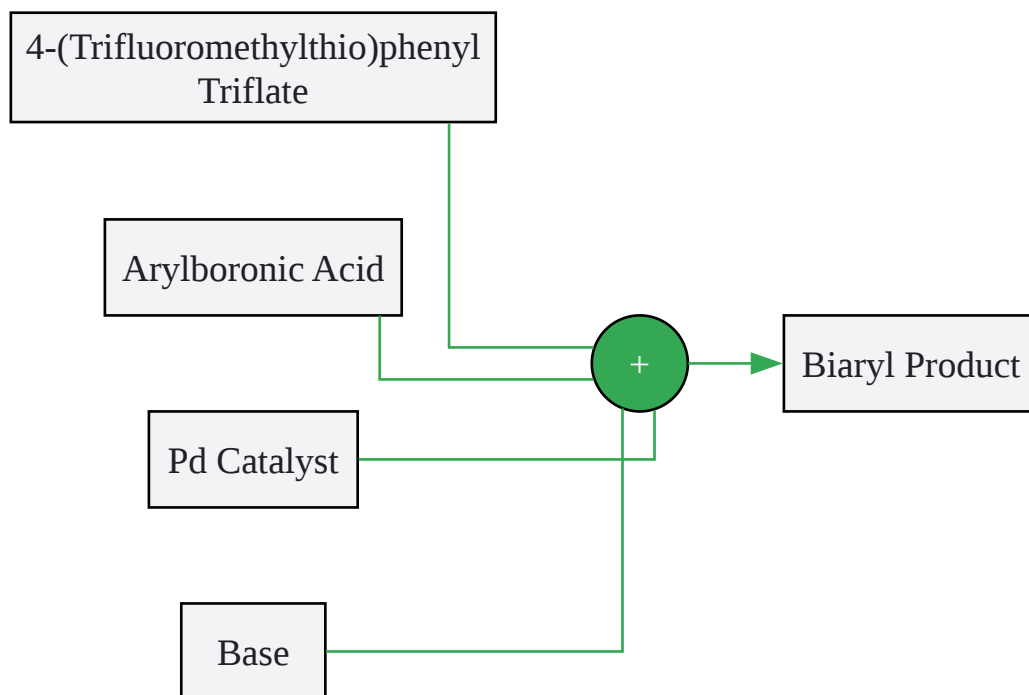 4-(Trifluoromethylthio)phenyl
Triflate
Arylboronic Acid
+
Biaryl Product
Pd Catalyst
Base